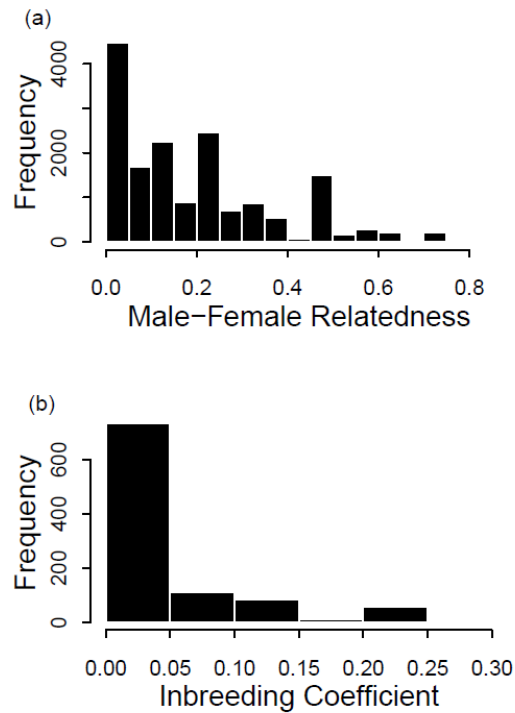 (a)
Frequency
4000
2000
0
0.0 0.2 0.4 0.6 0.8
Male−Female Relatedness
(b)
Frequency
600
400
200
0
0.00 0.05 0.10 0.15 0.20 0.25 0.30
Inbreeding Coefficient